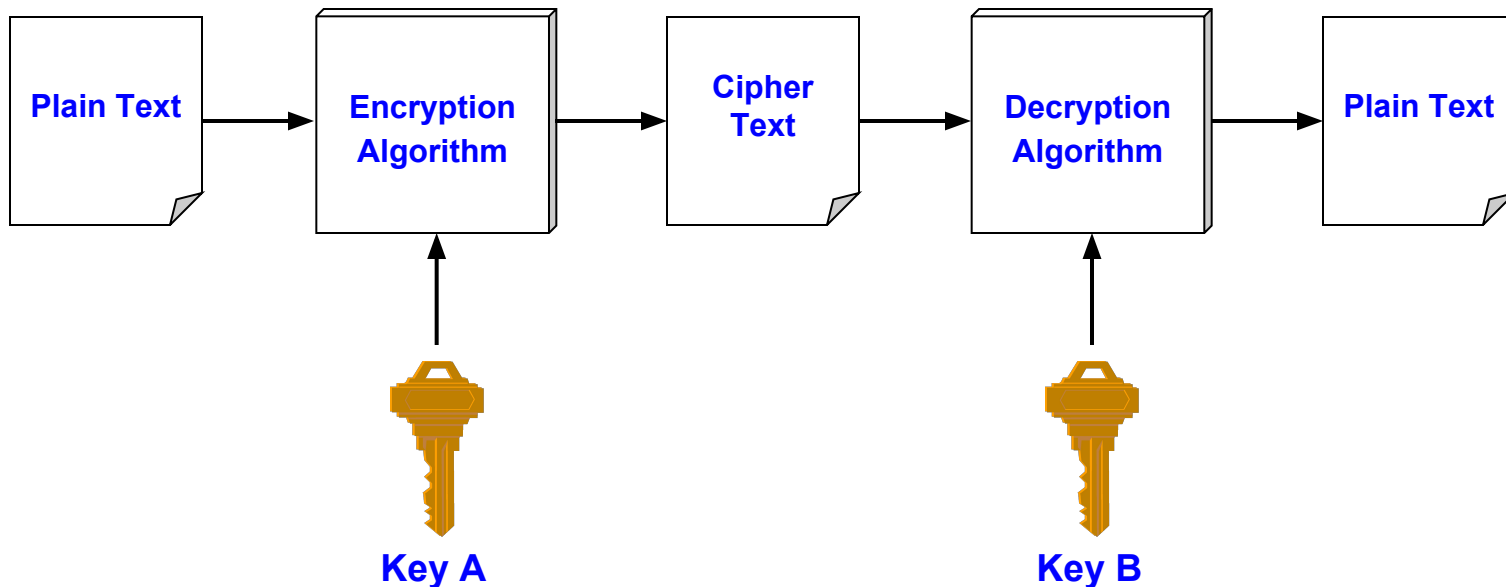 Plain Text
Encryption
Algorithm
Cipher
Text
Decryption
Algorithm
Plain Text
Key A
Key B